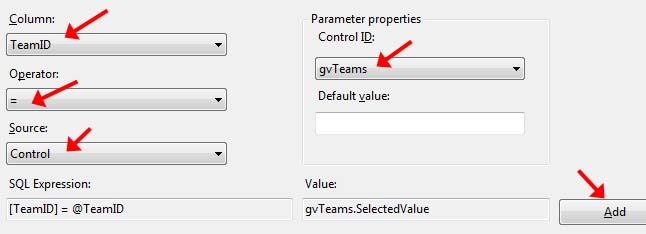 Column:
TeamID
Operator:
=
Source:
Control
SQL Expression:
[TeamID] = @TeamID
Parameter properties
Control ID:
gvTeams
Default value:
Value:
gvTeams.SelectedValue
Add